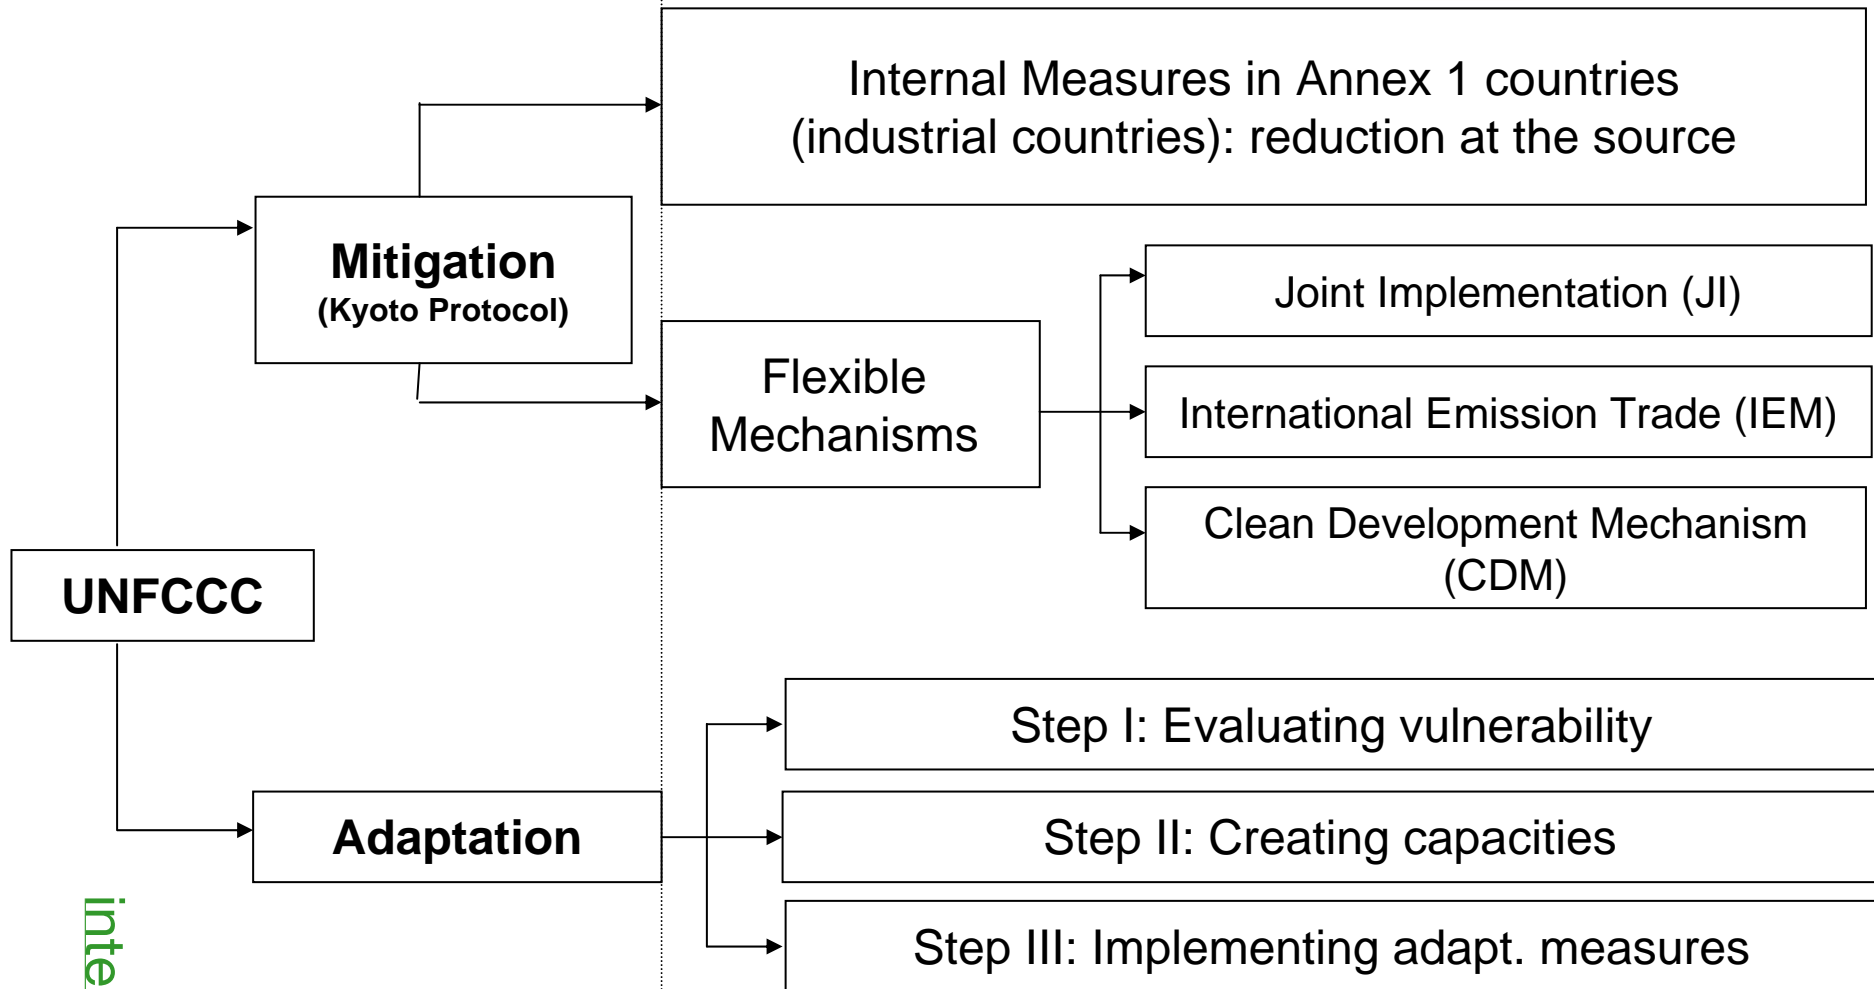 Internal Measures in Annex 1 countries
(industrial countries): reduction at the source
Mitigation
(Kyoto Protocol)
Joint Implementation (JI)
Flexible
Mechanisms
International Emission Trade (IEM)
Clean Development Mechanism
(CDM)
UNFCCC
Step I: Evaluating vulnerability
Adaptation
Step II: Creating capacities
Step III: Implementing adapt. measures
inte